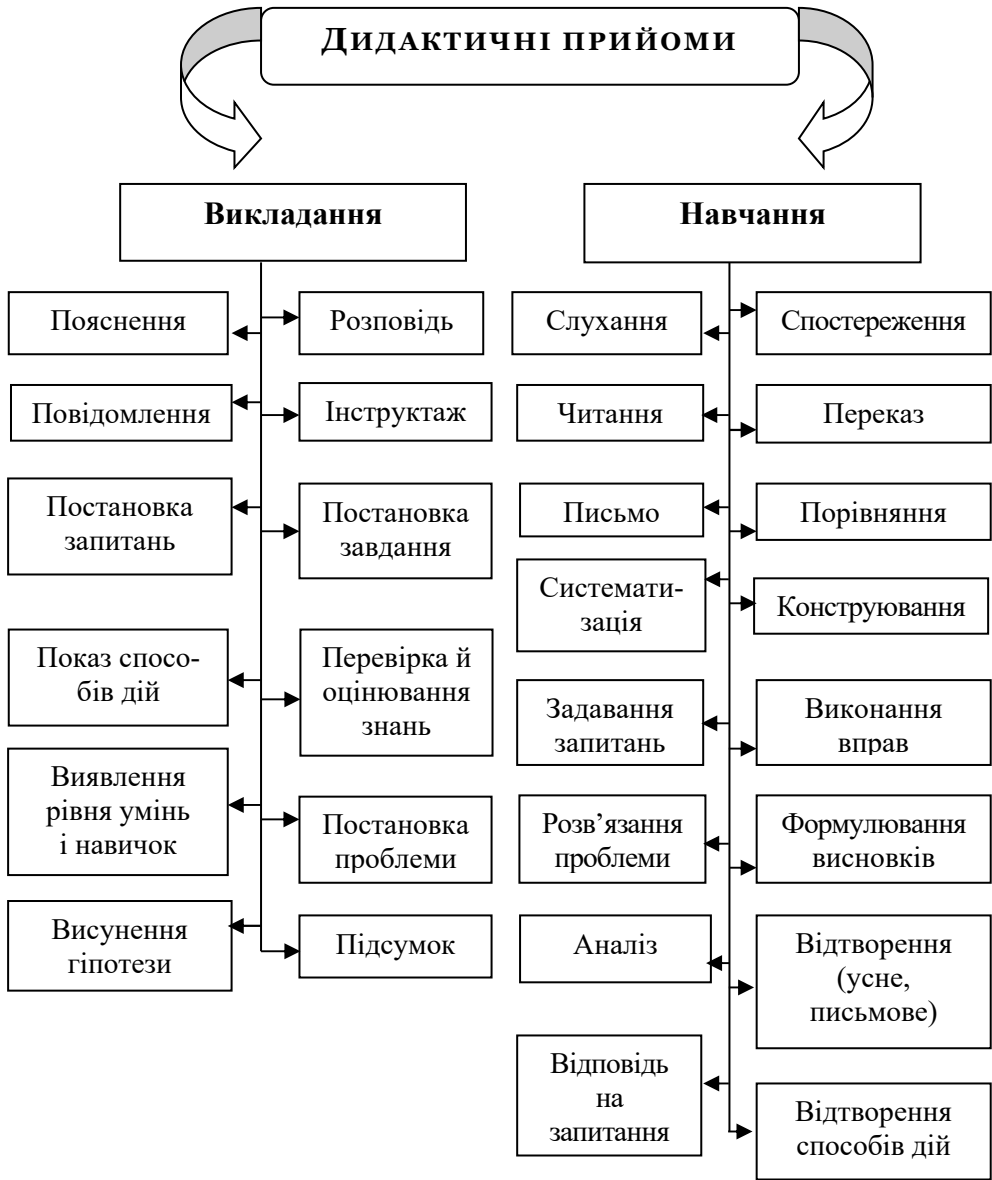 ДИДАКТИЧНІ ПРИЙОМИ
Викладання
Навчання
Пояснення
Розповідь
Слухання
Спостереження
Повідомлення
Інструктаж
Читання
Переказ
Постановка
запитань
Постановка
завдання
Письмо
Порівняння
Системати-
зація
Конструювання
Показ спосо-
бів дій
Перевірка й
оцінювання
знань
Задавання
запитань
Виконання
вправ
Виявлення
рівня умінь
і навичок
Постановка
проблеми
Розв’язання
проблеми
Формулювання
висновків
Висунення
гіпотези
Підсумок
Аналіз
Відтворення
(усне,
письмове)
Відповідь
на
запитання
Відтворення
способів дій